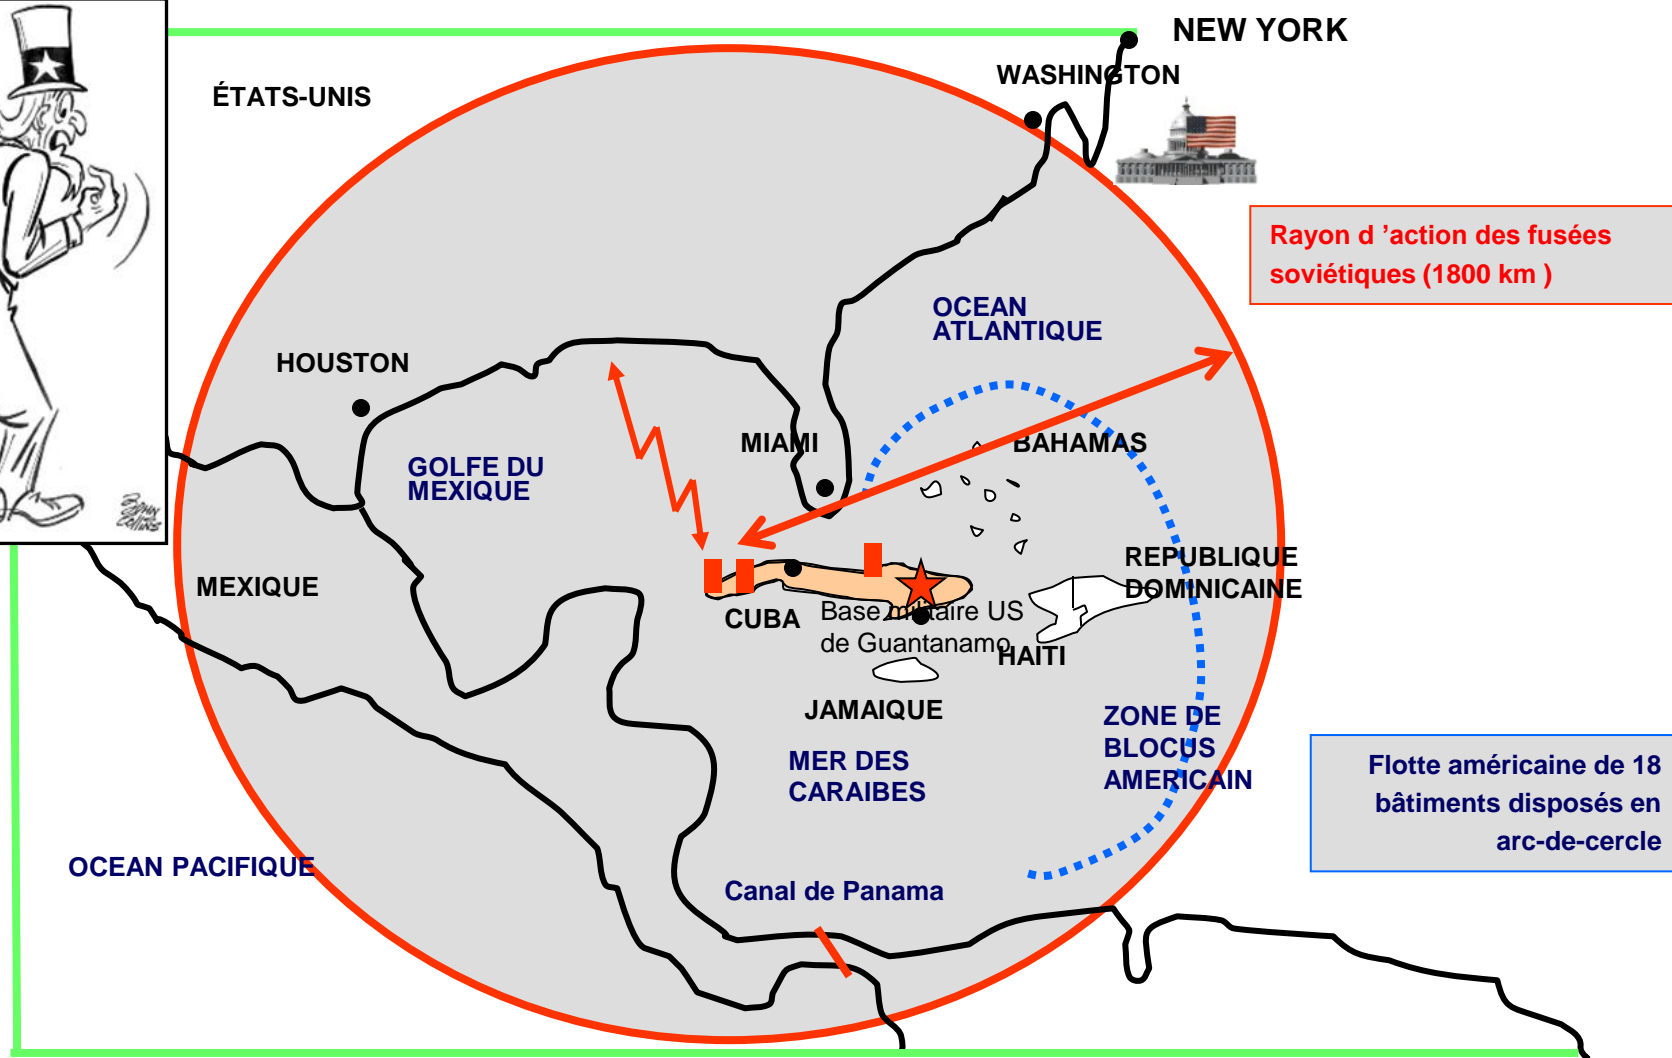 NEW YORK
WASHINGTON
ÉTATS-UNIS
Rayon d ’action des fusées
soviétiques (1800 km )
OCEAN
ATLANTIQUE
HOUSTON
MIAMI
BAHAMAS
GOLFE DU
MEXIQUE
John
Collins
REPUBLIQUE
DOMINICAINE
MEXIQUE
CUBA
Base militaire US
de Guantanamo
HAITI
JAMAIQUE
ZONE DE
BLOCUS
AMERICAIN
MER DES
CARAIBES
Flotte américaine de 18
bâtiments disposés en
arc-de-cercle
OCEAN PACIFIQUE
Canal de Panama